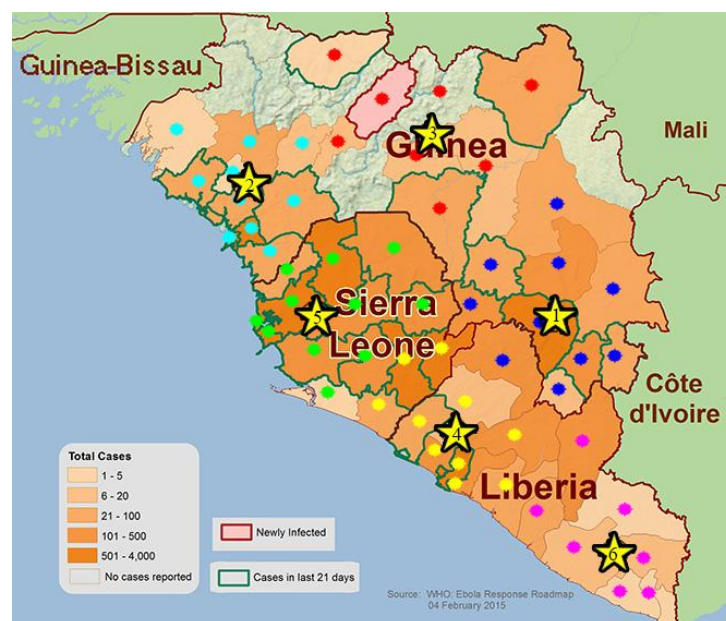 Guinea-Bissau
Mali
3
Guinea
2
Sierra
Leone
5
1
Côte
d'Ivoire
4
Liberia
6
Total Cases
1 - 5
6 - 20
21 - 100
101 - 500
501 - 4,000
No cases reported
Newly Infected
Cases in last 21 days
Source: WHO: Ebola Response Roadmap
04 February 2015